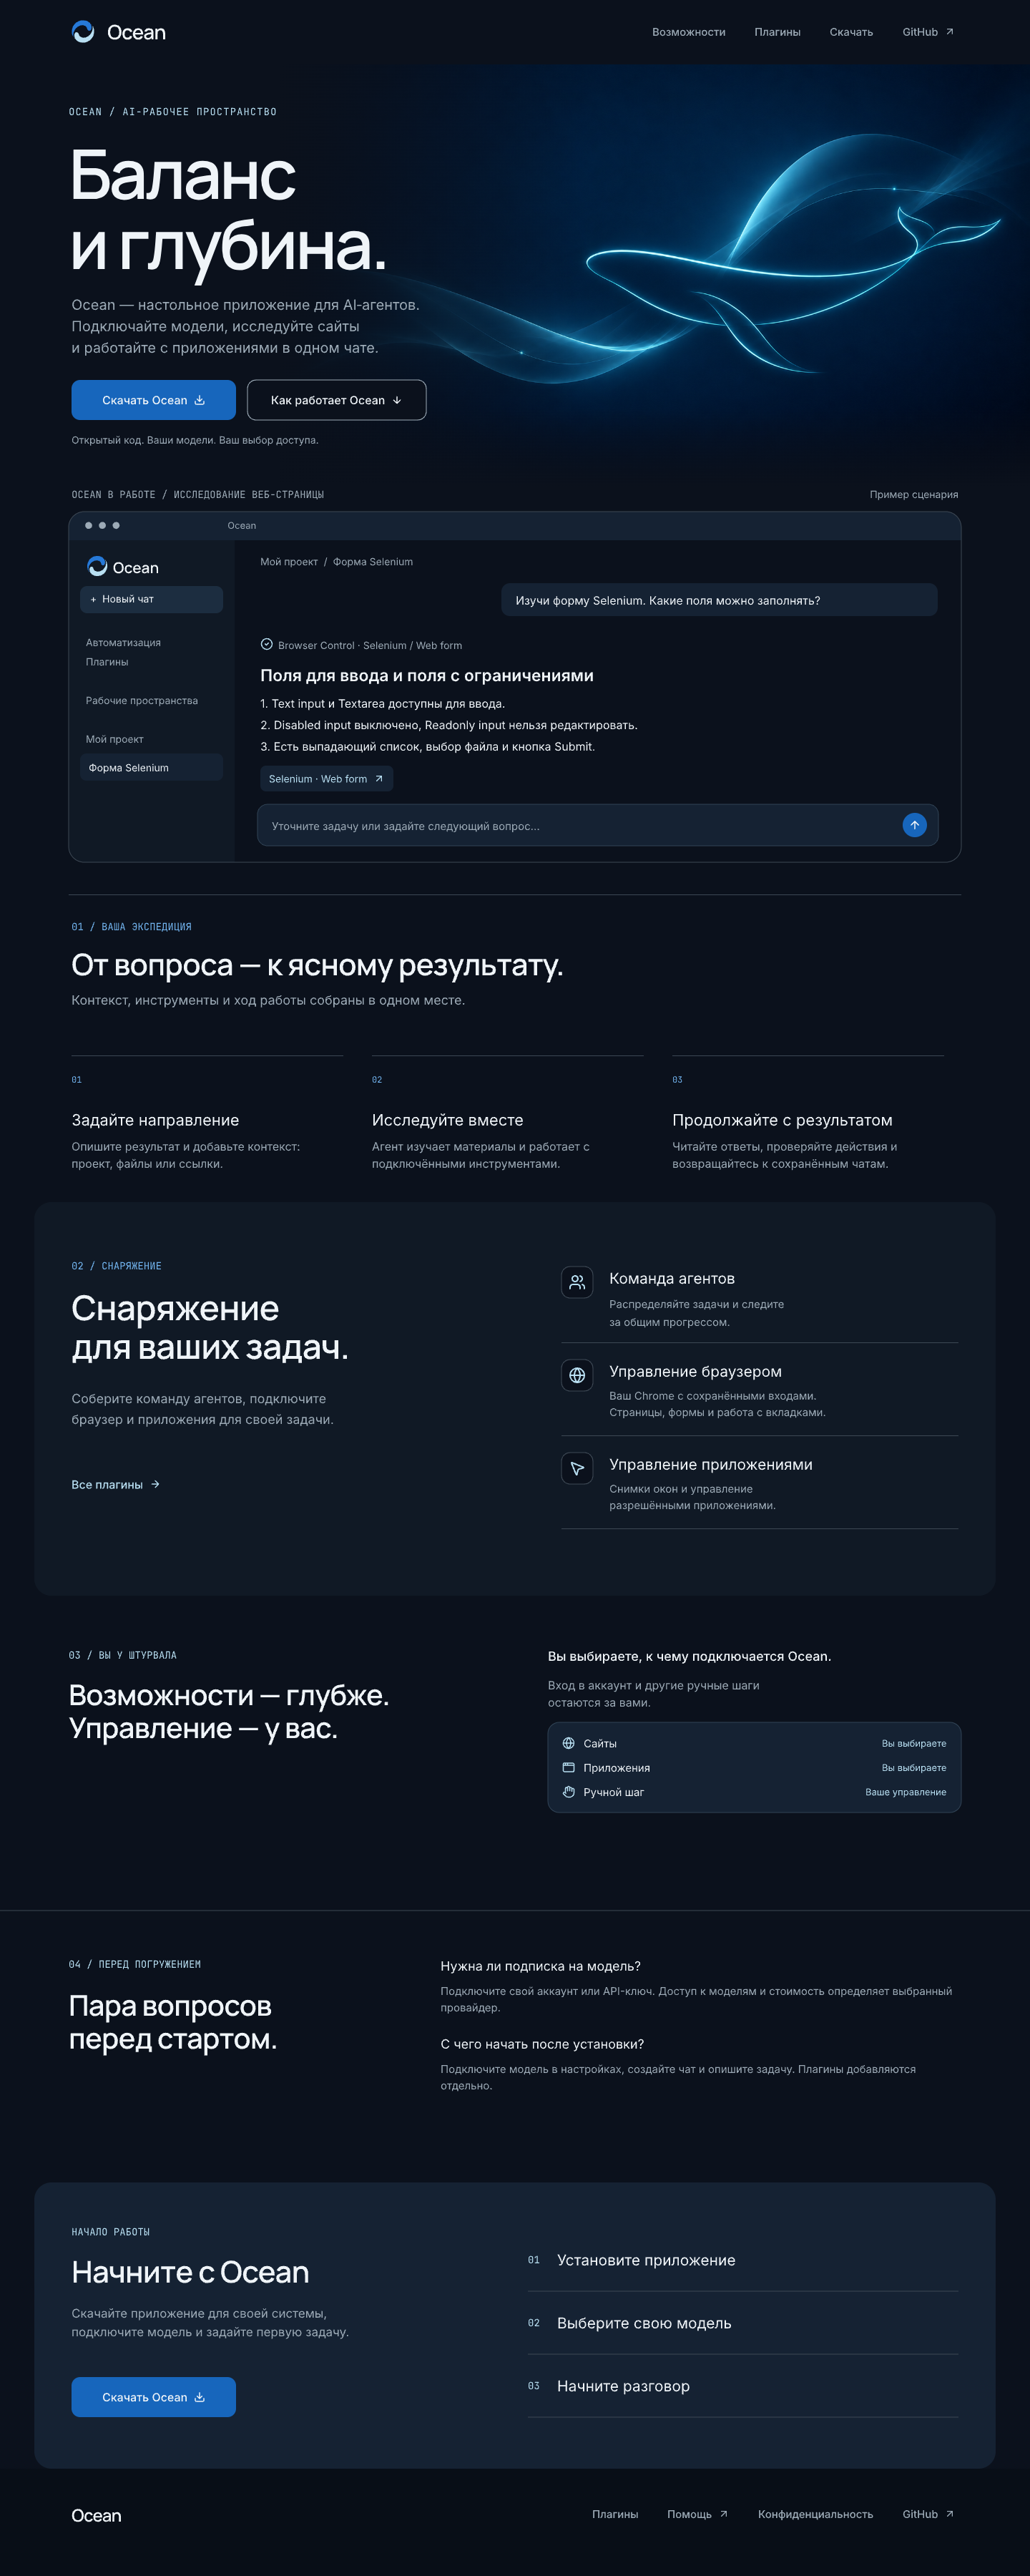 Ocean
Возможности Плагины Скачать GitHub
OCEAN / AI-РАБОЧЕЕ ПРОСТРАНСТВО
Баланс
и глубина.
Ocean — настольное приложение для AI-агентов.
Подключайте модели, исследуйте сайты
и работайте с приложениями в одном чате.
Скачать Ocean
Как работает Ocean
Открытый код. Ваши модели. Ваш выбор доступа.
OCEAN В РАБОТЕ / ИССЛЕДОВАНИЕ ВЕБ-СТРАНИЦЫ
Пример сценария
Ocean
Ocean
+ Новый чат
Автоматизация
Плагины
Рабочие пространства
Мой проект
Форма Selenium
Мой проект / Форма Selenium
Изучи форму Selenium. Какие поля можно заполнять?
Browser Control · Selenium / Web form
Поля для ввода и поля с ограничениями
1. Text input и Textarea доступны для ввода.
2. Disabled input выключено, Readonly input нельзя редактировать.
3. Есть выпадающий список, выбор файла и кнопка Submit.
Selenium · Web form
Уточните задачу или задайте следующий вопрос...
01 / ВАША ЭКСПЕДИЦИЯ
От вопроса — к ясному результату.
Контекст, инструменты и ход работы собраны в одном месте.
01
Задайте направление
Опишите результат и добавьте контекст:
проект, файлы или ссылки.
02
Исследуйте вместе
Агент изучает материалы и работает с
подключёнными инструментами.
03
Продолжайте с результатом
Читайте ответы, проверяйте действия и
возвращайтесь к сохранённым чатам.
02 / СНАРЯЖЕНИЕ
Снаряжение
для ваших задач.
Соберите команду агентов, подключите
браузер и приложения для своей задачи.
Все плагины
Команда агентов
Распределяйте задачи и следите
за общим прогрессом.
Управление браузером
Ваш Chrome с сохранёнными входами.
Страницы, формы и работа с вкладками.
Управление приложениями
Снимки окон и управление
разрешёнными приложениями.
03 / ВЫ У ШТУРВАЛА
Возможности — глубже.
Управление — у вас.
Вы выбираете, к чему подключается Ocean.
Вход в аккаунт и другие ручные шаги
остаются за вами.
Сайты Вы выбираете
Приложения Вы выбираете
Ручной шаг Ваше управление
04 / ПЕРЕД ПОГРУЖЕНИЕМ
Пара вопросов
перед стартом.
Нужна ли подписка на модель?
Подключите свой аккаунт или API-ключ. Доступ к моделям и стоимость определяет выбранный
провайдер.
С чего начать после установки?
Подключите модель в настройках, создайте чат и опишите задачу. Плагины добавляются
отдельно.
НАЧАЛО РАБОТЫ
Начните с Ocean
Скачайте приложение для своей системы,
подключите модель и задайте первую задачу.
Скачать Ocean
01 Установите приложение
02 Выберите свою модель
03 Начните разговор
Ocean
Плагины Помощь Конфиденциальность GitHub